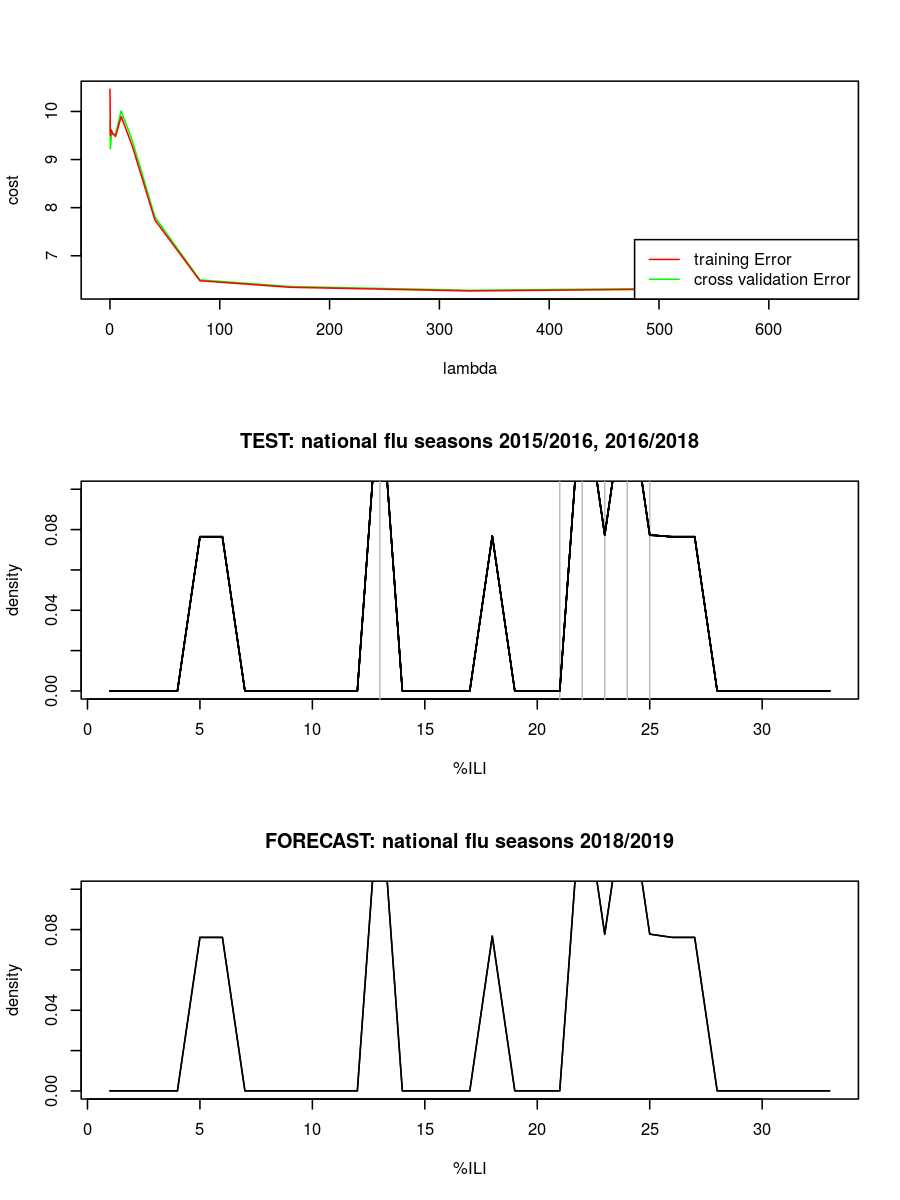 cost
10
9
8
7
training Error
cross validation Error
0 100 200 300 400 500 600
lambda
TEST: national flu seasons 2015/2016, 2016/2018
density
0.08
0.04
0.00
0 5 10 15 20 25 30
%ILI
FORECAST: national flu seasons 2018/2019
density
0.08
0.04
0.00
0 5 10 15 20 25 30
%ILI